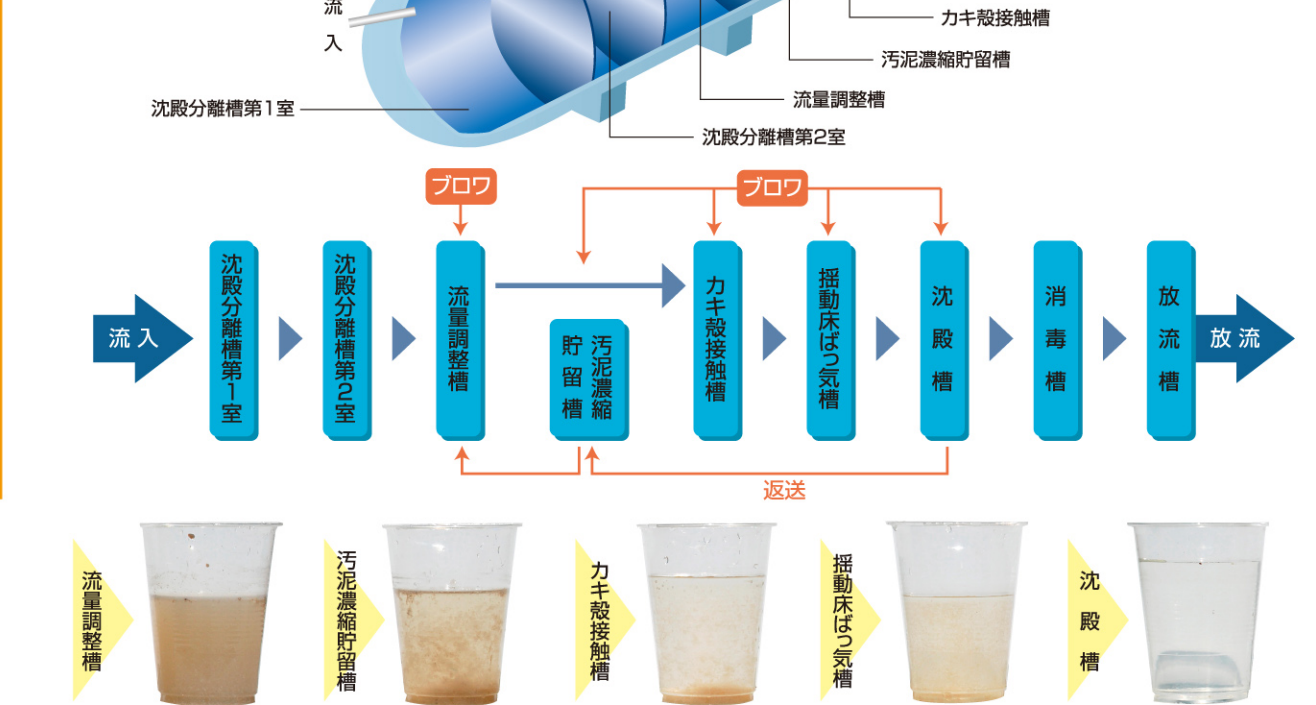 流入
カキ殻接触槽
汚泥濃縮貯留槽
流量調整槽
沈殿分離槽第1室
沈殿分離槽第2室
ブロワ
ブロワ
流入
沈殿分離槽第1室
沈殿分離槽第2室
流量調整槽
汚泥濃縮
貯留槽
カキ殻接触槽
揺動床ばっ気槽
沈殿槽
消毒槽
放流槽
放流
返送
流量調整槽
汚泥濃縮貯留槽
カキ殻接触槽
揺動床ばっ気槽
沈殿槽